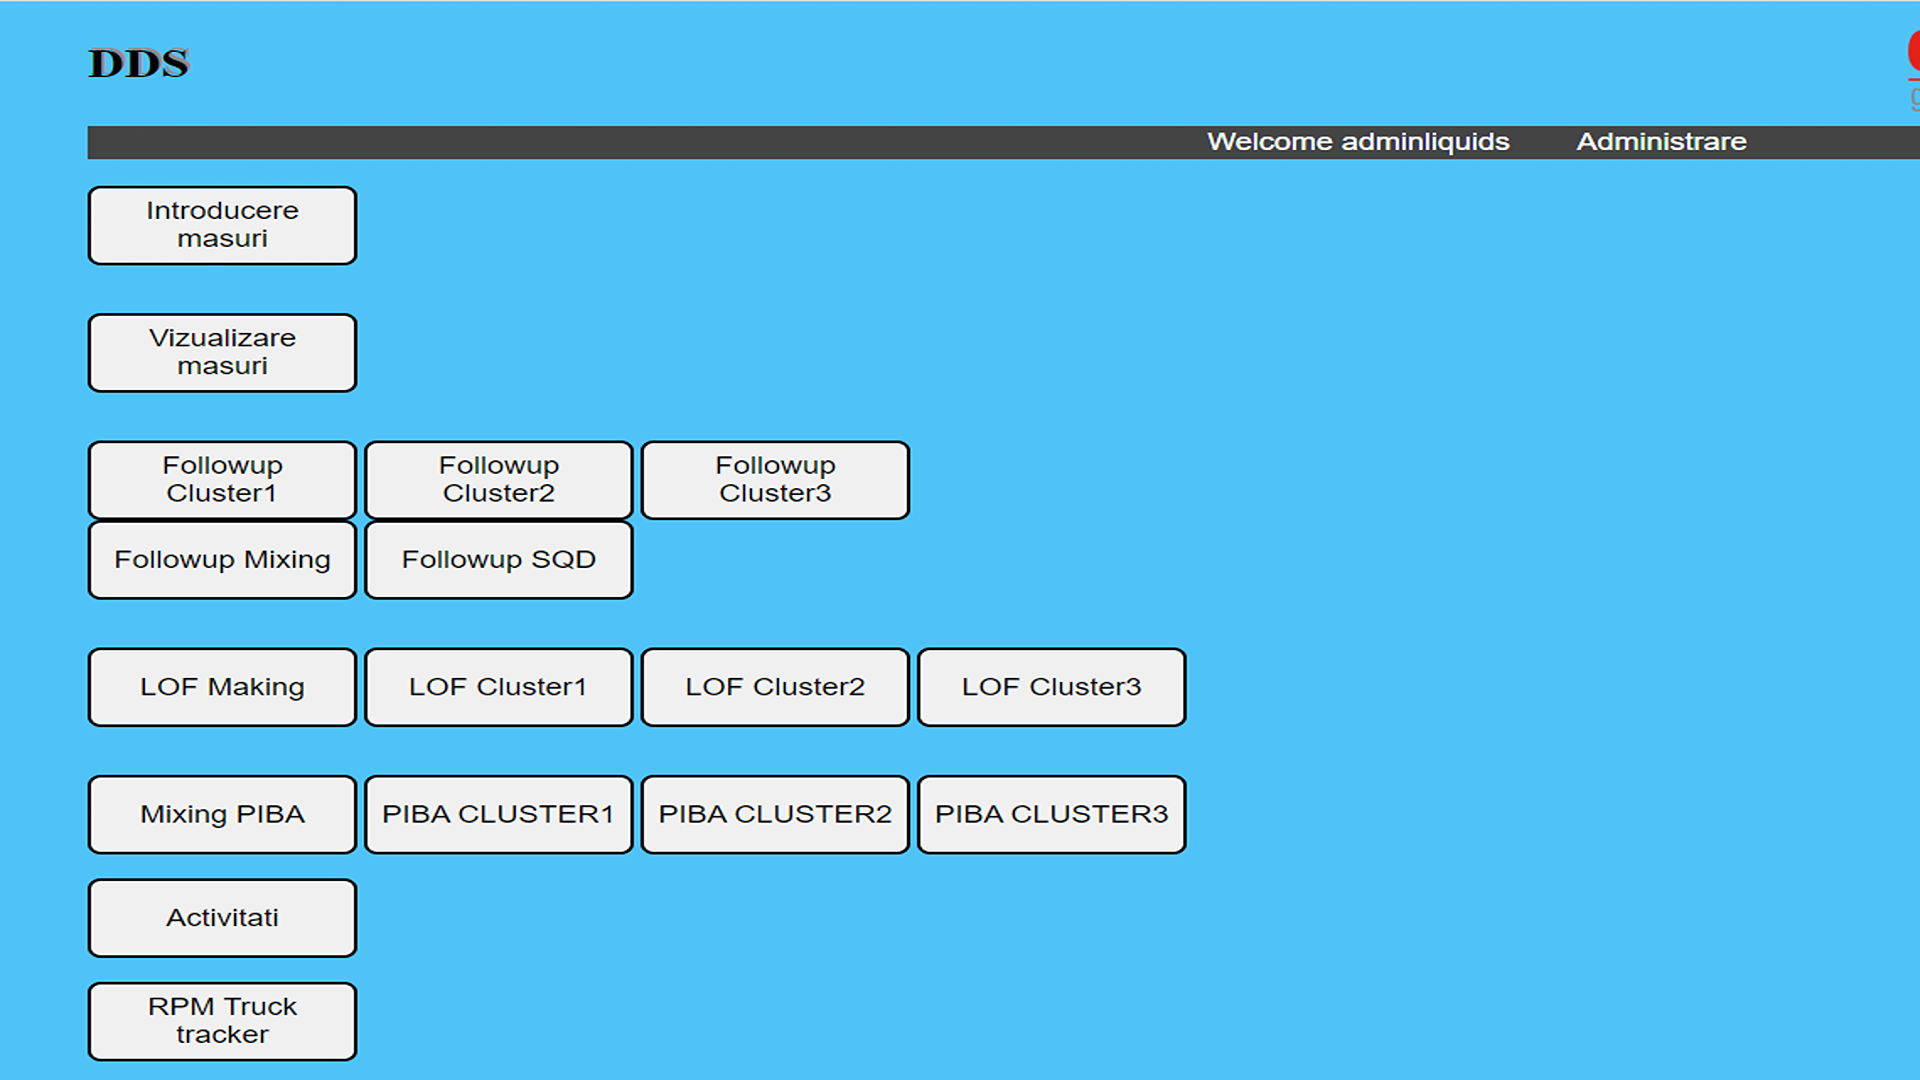 DDS
Welcome adminliquids Administrare
Introducere
masuri
Vizualizare
masuri
Followup
Cluster1
Followup
Cluster2
Followup
Cluster3
Followup Mixing
Followup SQD
LOF Making
LOF Cluster1
LOF Cluster2
LOF Cluster3
Mixing PIBA
PIBA CLUSTER1
PIBA CLUSTER2
PIBA CLUSTER3
Activitati
RPM Truck
tracker